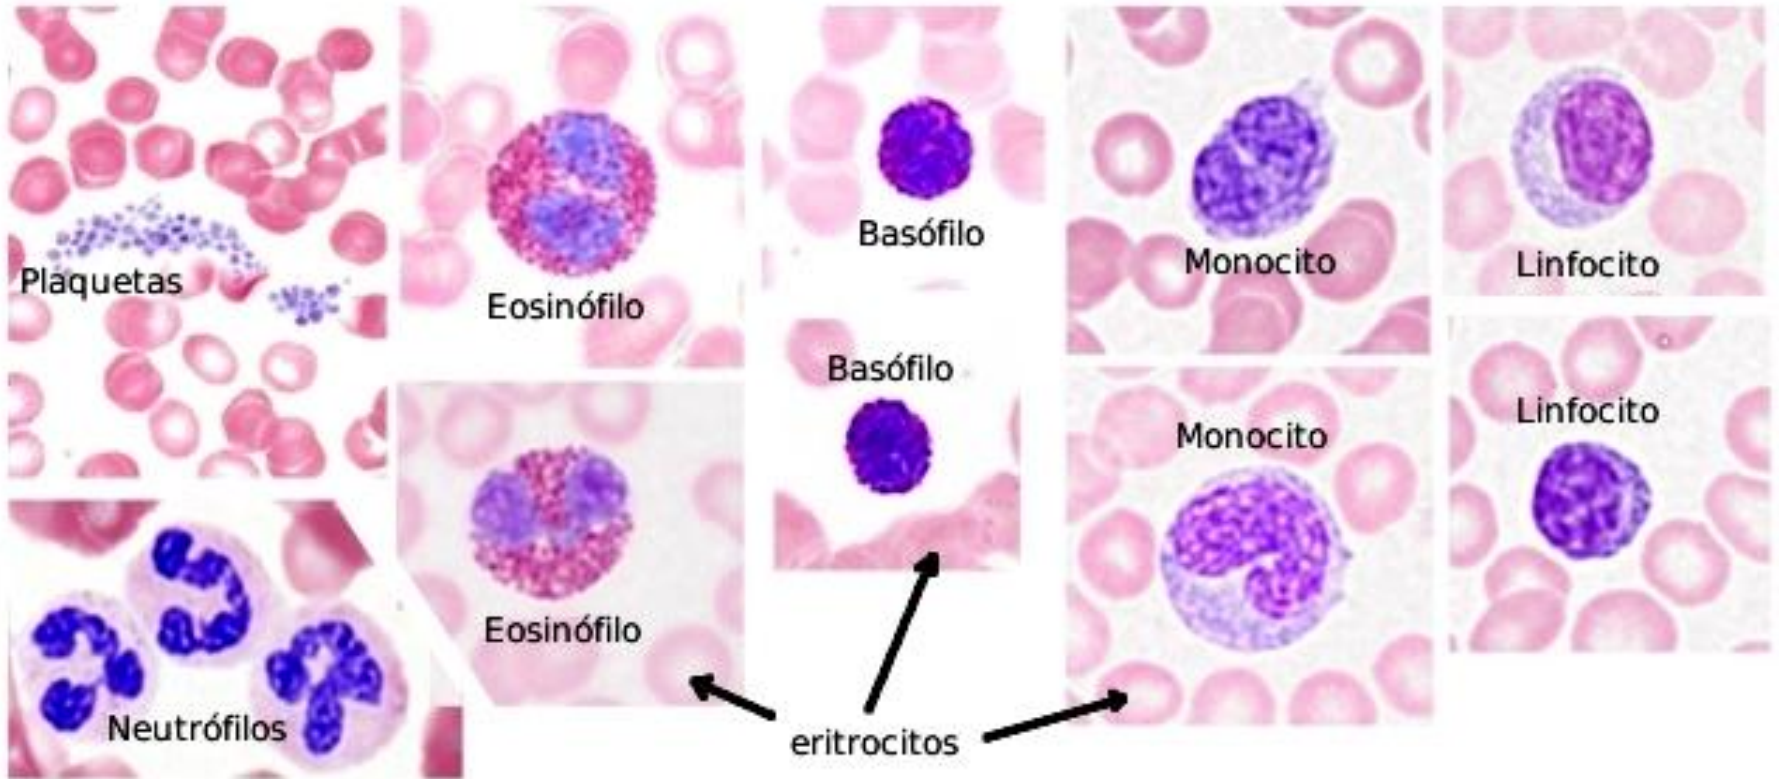 Plaquetas
Eosinófilo
Basófilo
Monocito
Linfocito
Basófilo
Monocito
Linfocito
Eosinófilo
Neutrófilos
eritrocitos